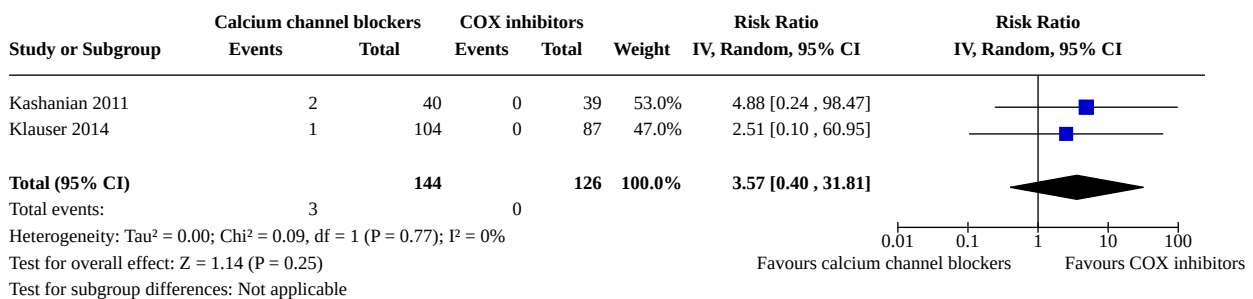 Calcium channel blockers COX inhibitors Risk Ratio Risk Ratio
Study or Subgroup Events Total Events Total Weight IV, Random, 95% CI IV, Random, 95% CI
Kashanian 2011 2 40 0 39 53.0% 4.88 [0.24 , 98.47]
Klauser 2014 1 104 0 87 47.0% 2.51 [0.10 , 60.95]
Total (95% CI) 144 126 100.0% 3.57 [0.40 , 31.81]
Total events: 3 0
Heterogeneity: Tau² = 0.00; Chi² = 0.09, df = 1 (P = 0.77); I² = 0%
0.01 0.1 1 10 100
Test for overall effect: Z = 1.14 (P = 0.25) Favours calcium channel blockers Favours COX inhibitors
Test for subgroup differences: Not applicable